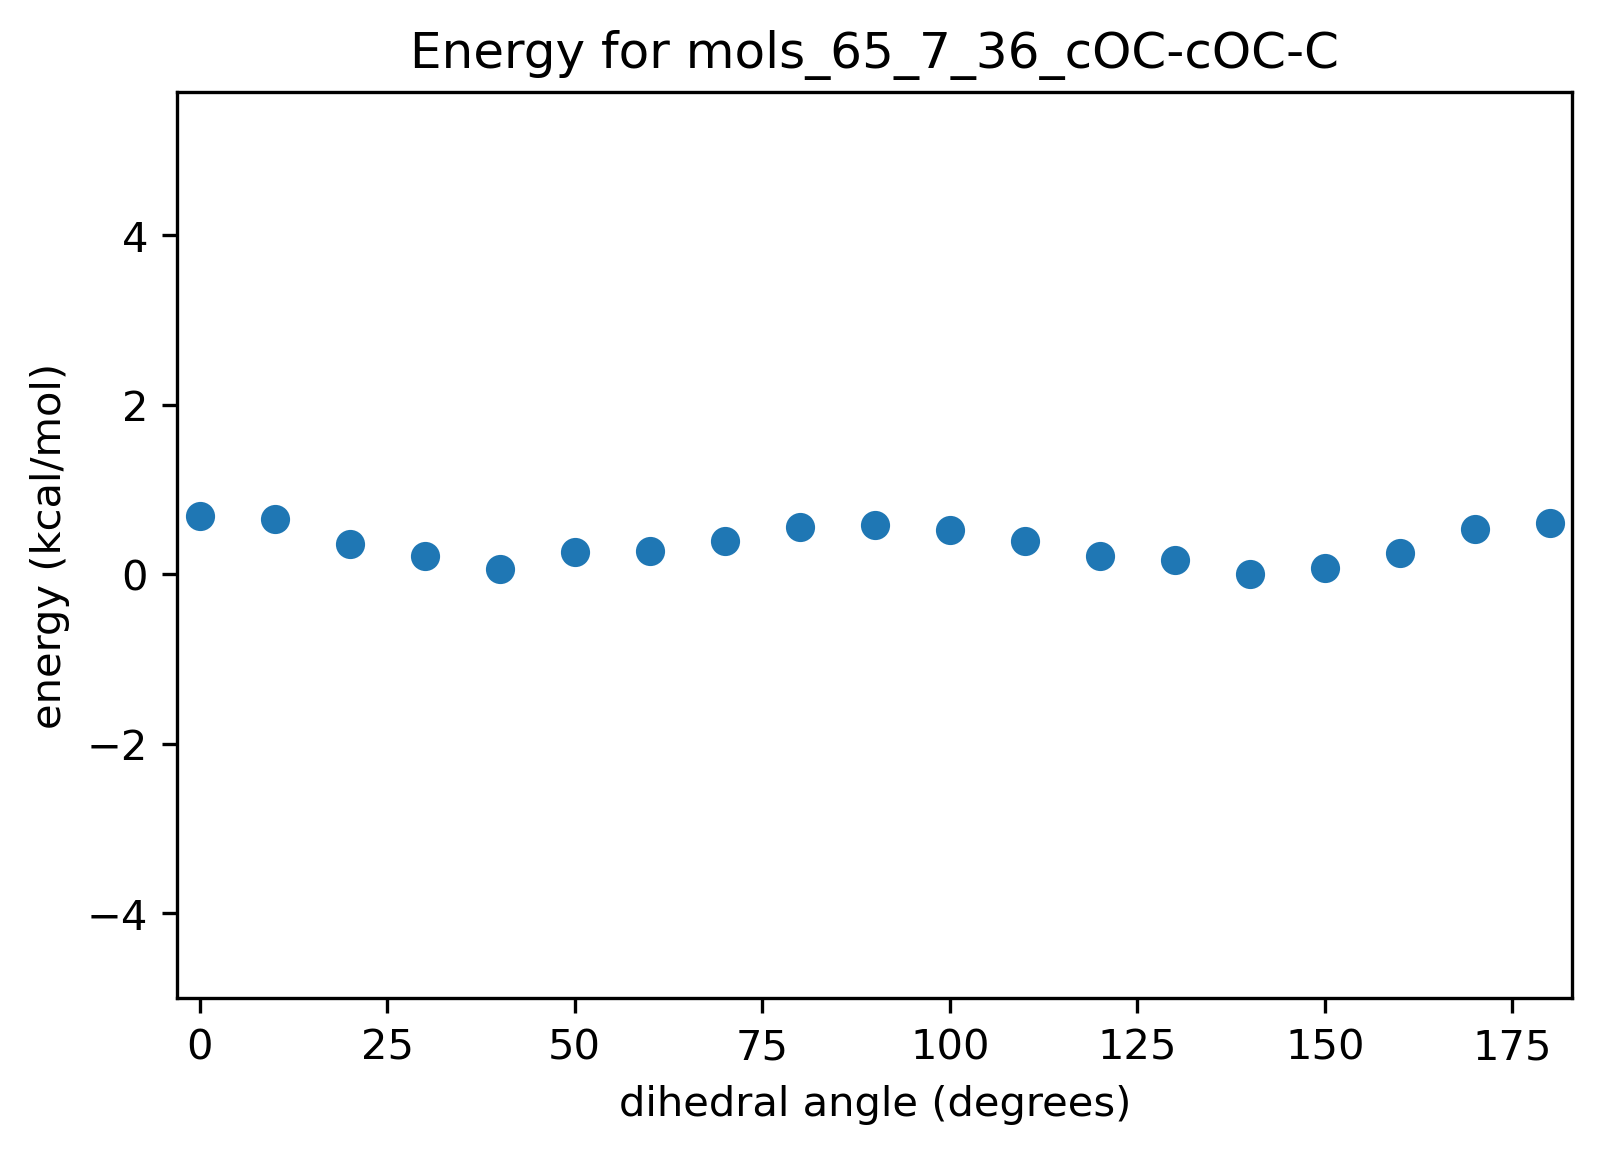 Energy for mols_65_7_36_cOC-cOC-C
energy (kcal/mol)
4
2
0
−2
−4
0 25 50 75 100 125 150 175
dihedral angle (degrees)